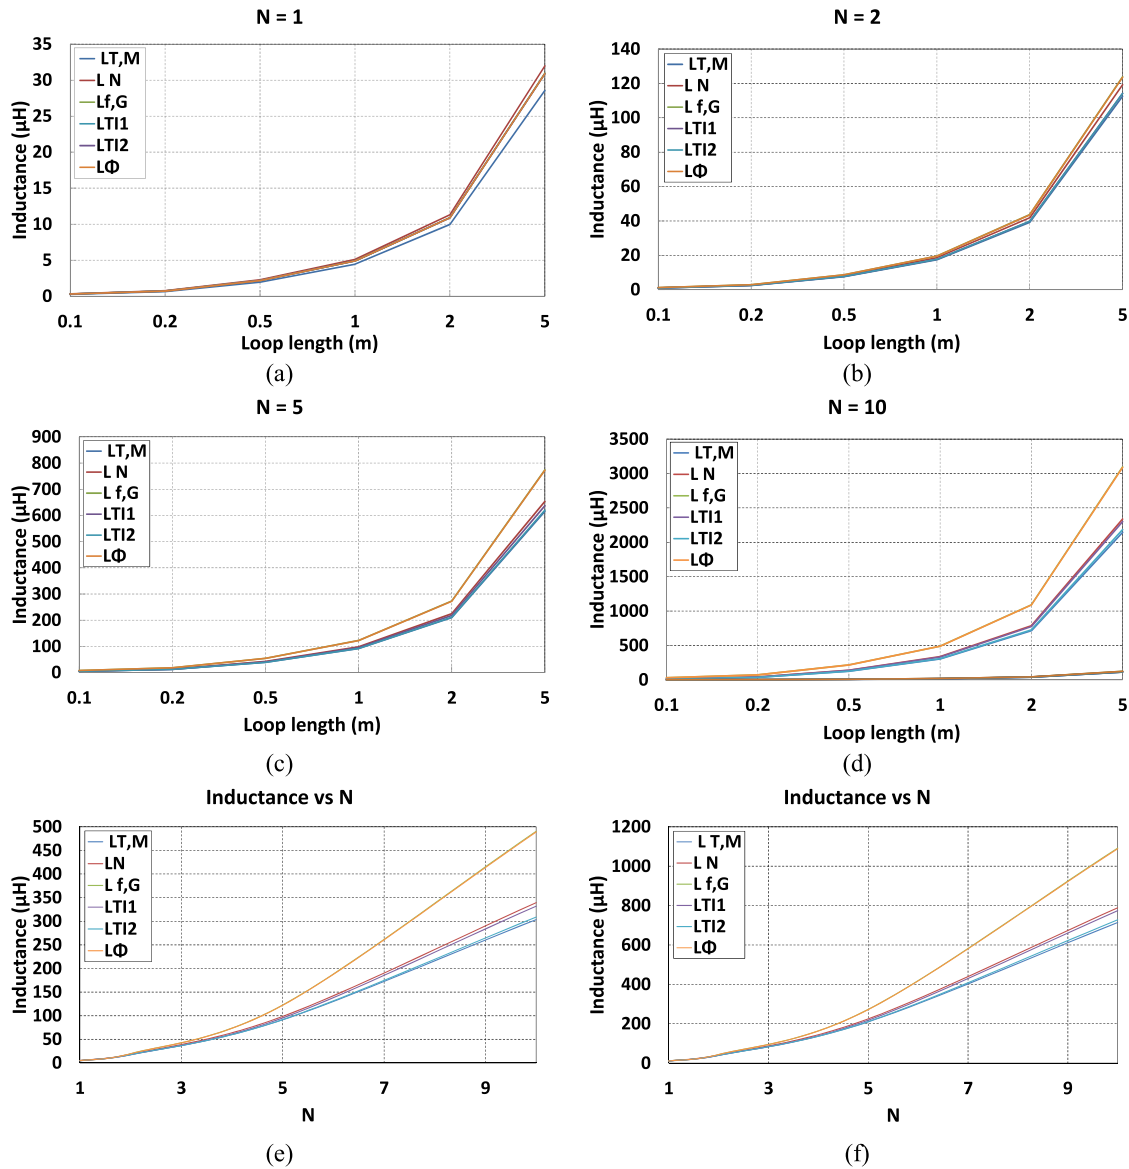 N = 1
35
30
25
20
15
10
5
0
Inductance (µH)
LT,M
L N
Lf,G
LTI1
LTI2
LΦ
0.1 0.2 0.5 1 2 5
Loop length (m)
(a)
N = 2
140
120
100
80
60
40
20
0
Inductance (µH)
LT,M
L N
L f,G
LTI1
LTI2
LΦ
0.1 0.2 0.5 1 2 5
Loop length (m)
(b)
N = 5
900
800
700
600
500
400
300
200
100
0
Inductance (µH)
LT,M
L N
L f,G
LTI1
LTI2
LΦ
0.1 0.2 0.5 1 2 5
Loop length (m)
(c)
N = 10
3500
3000
2500
2000
1500
1000
500
0
Inductance (µH)
LT,M
L N
L f,G
LTI1
LTI2
LΦ
0.1 0.2 0.5 1 2 5
Loop length (m)
(d)
Inductance vs N
500
450
400
350
300
250
200
150
100
50
0
Inductance (µH)
LT,M
LN
L f,G
LTI1
LTI2
LΦ
1 3 5 7 9
N
(e)
Inductance vs N
1200
1000
800
600
400
200
0
Inductance (µH)
L T,M
L N
L f,G
LTI1
LTI2
LΦ
1 3 5 7 9
N
(f)